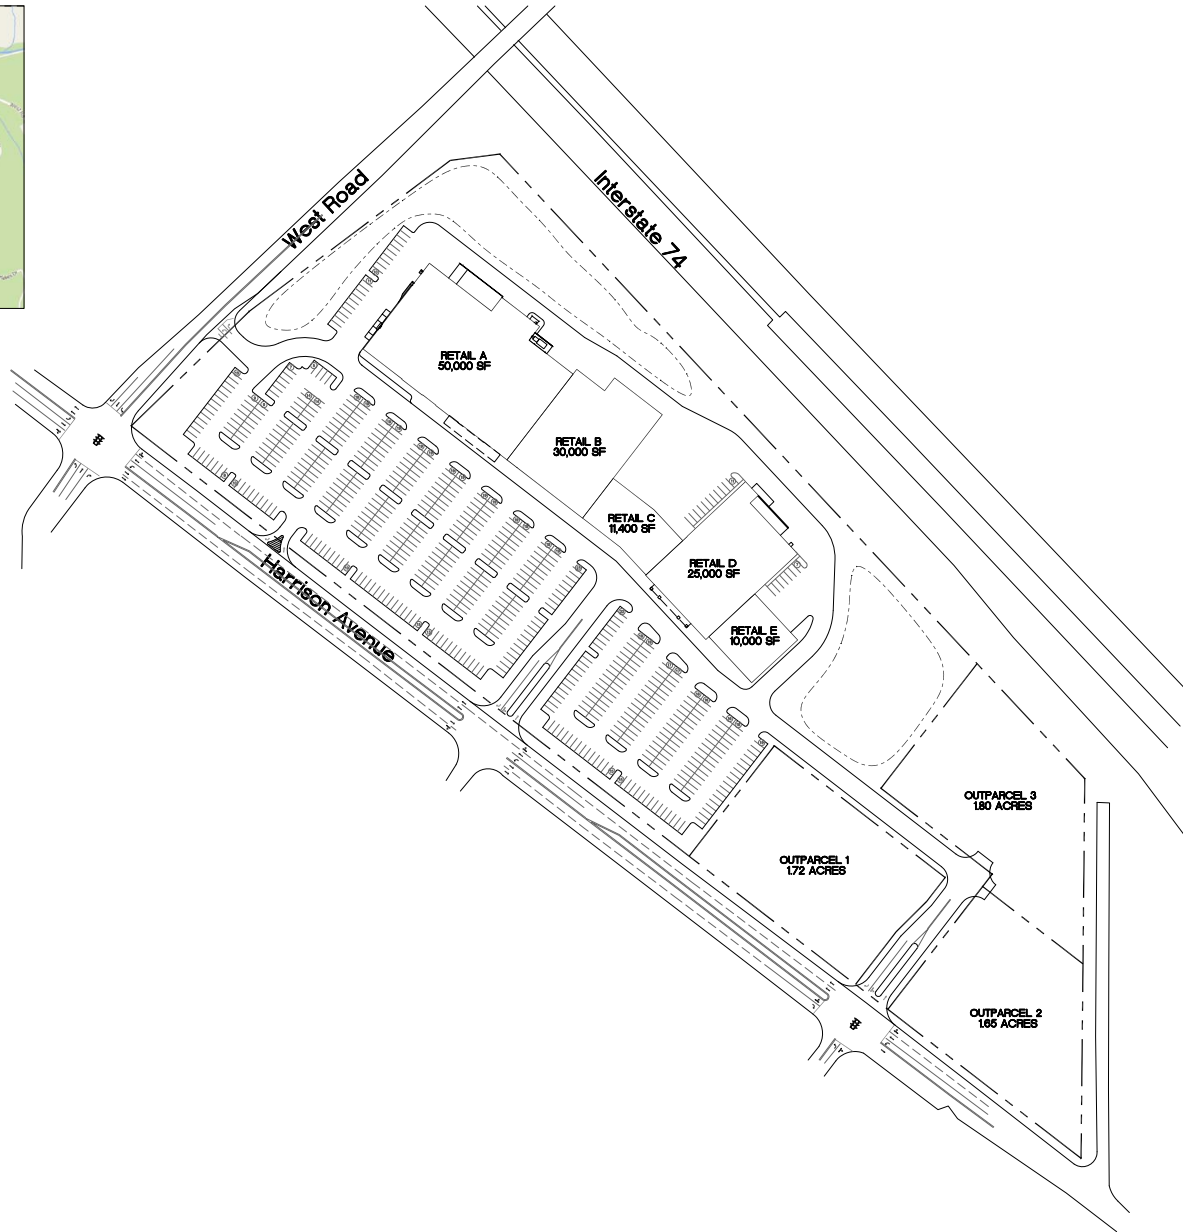 West Road
Interstate 74
RETAIL A
50,000 SF
RETAIL B
30,000 SF
RETAIL C
11,400 SF
RETAIL D
25,000 SF
Harrison Avenue
RETAIL E
10,000 SF
OUTPARCEL 3
1.80 ACRES
OUTPARCEL 1
1.72 ACRES
OUTPARCEL 2
1.65 ACRES